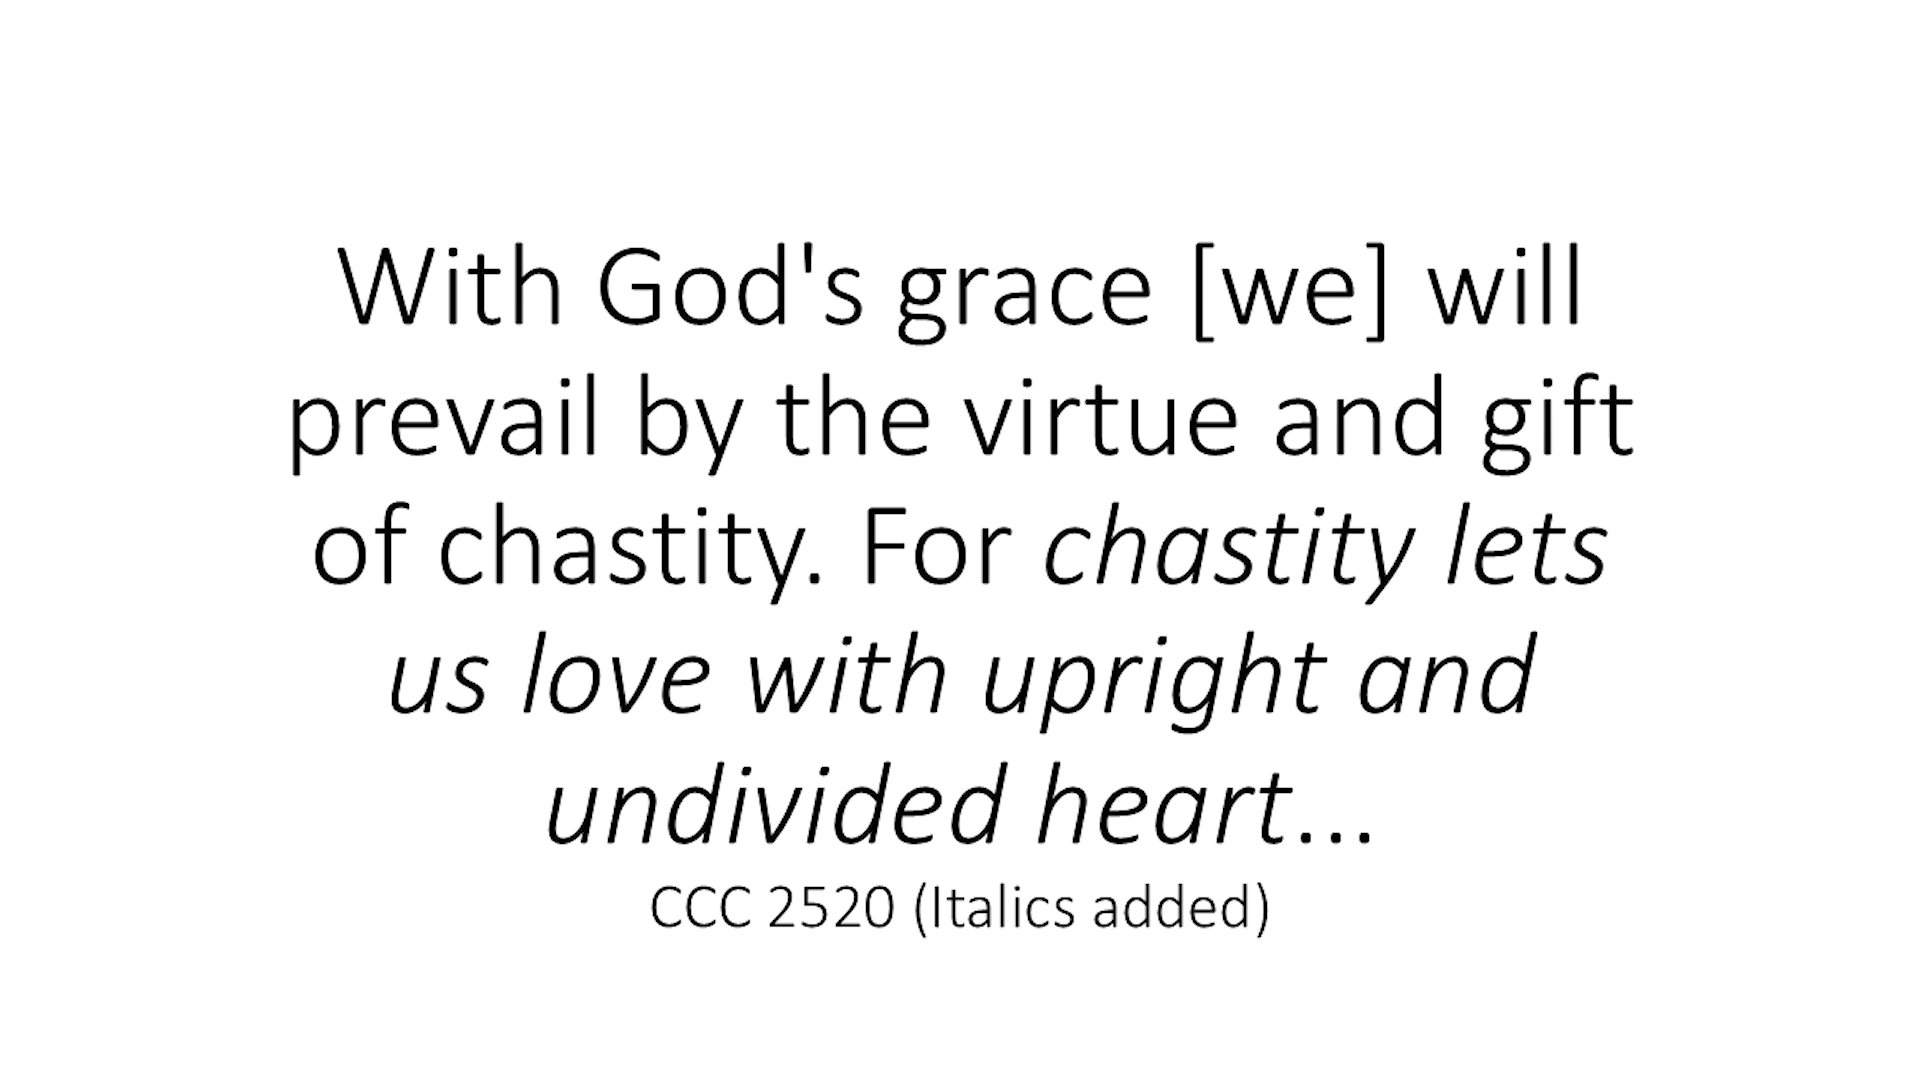 With God's grace [we] will
prevail by the virtue and gift
of chastity. For chastity lets
us love with upright and
undivided heart...
CCC 2520 (Italics added)